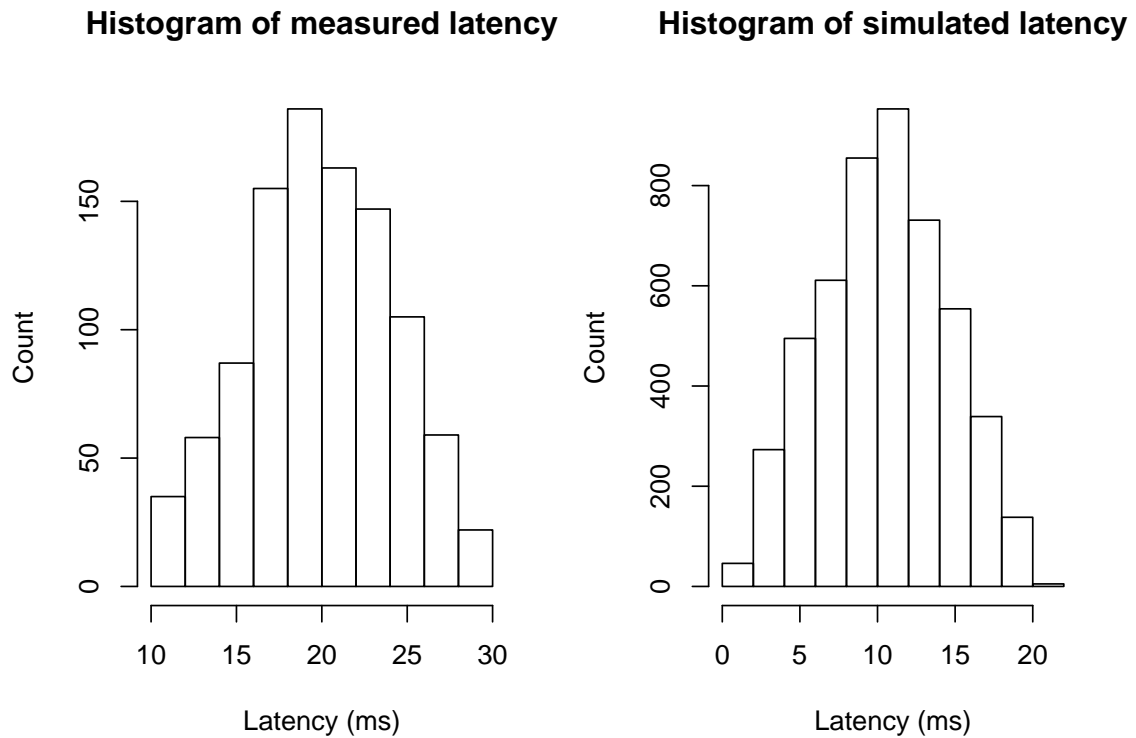 Histogram of measured latency
Count
0
50
100
150
10 15 20 25 30
Latency (ms)
Histogram of simulated latency
Count
0
200
400
600
800
0 5 10 15 20
Latency (ms)